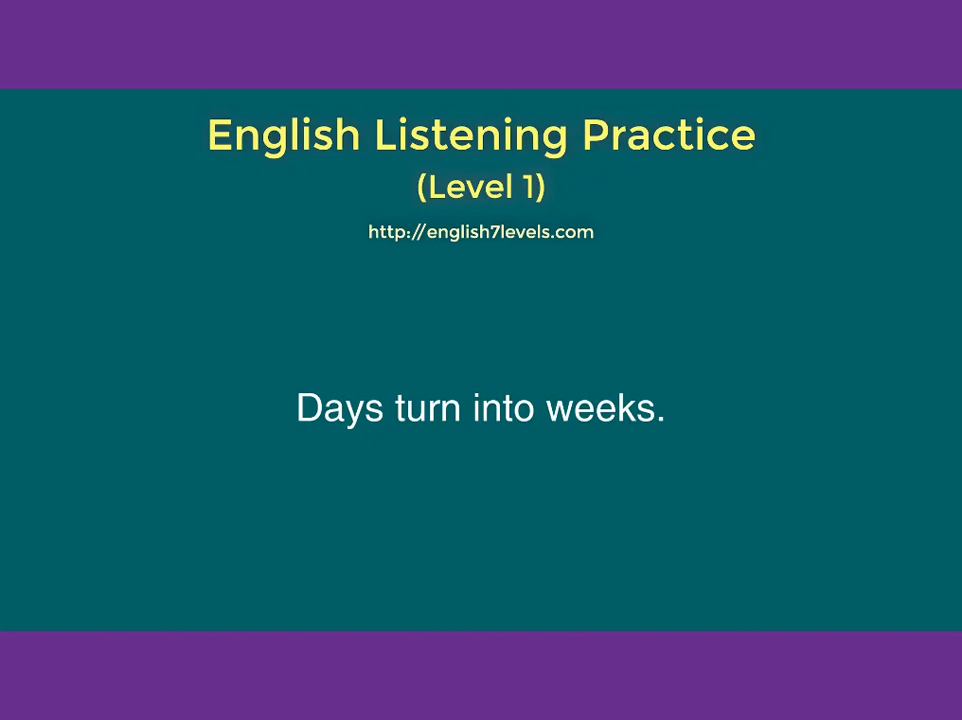 English Listening Practice
(Level 1)
http://english7levels.com
Days turn into weeks.